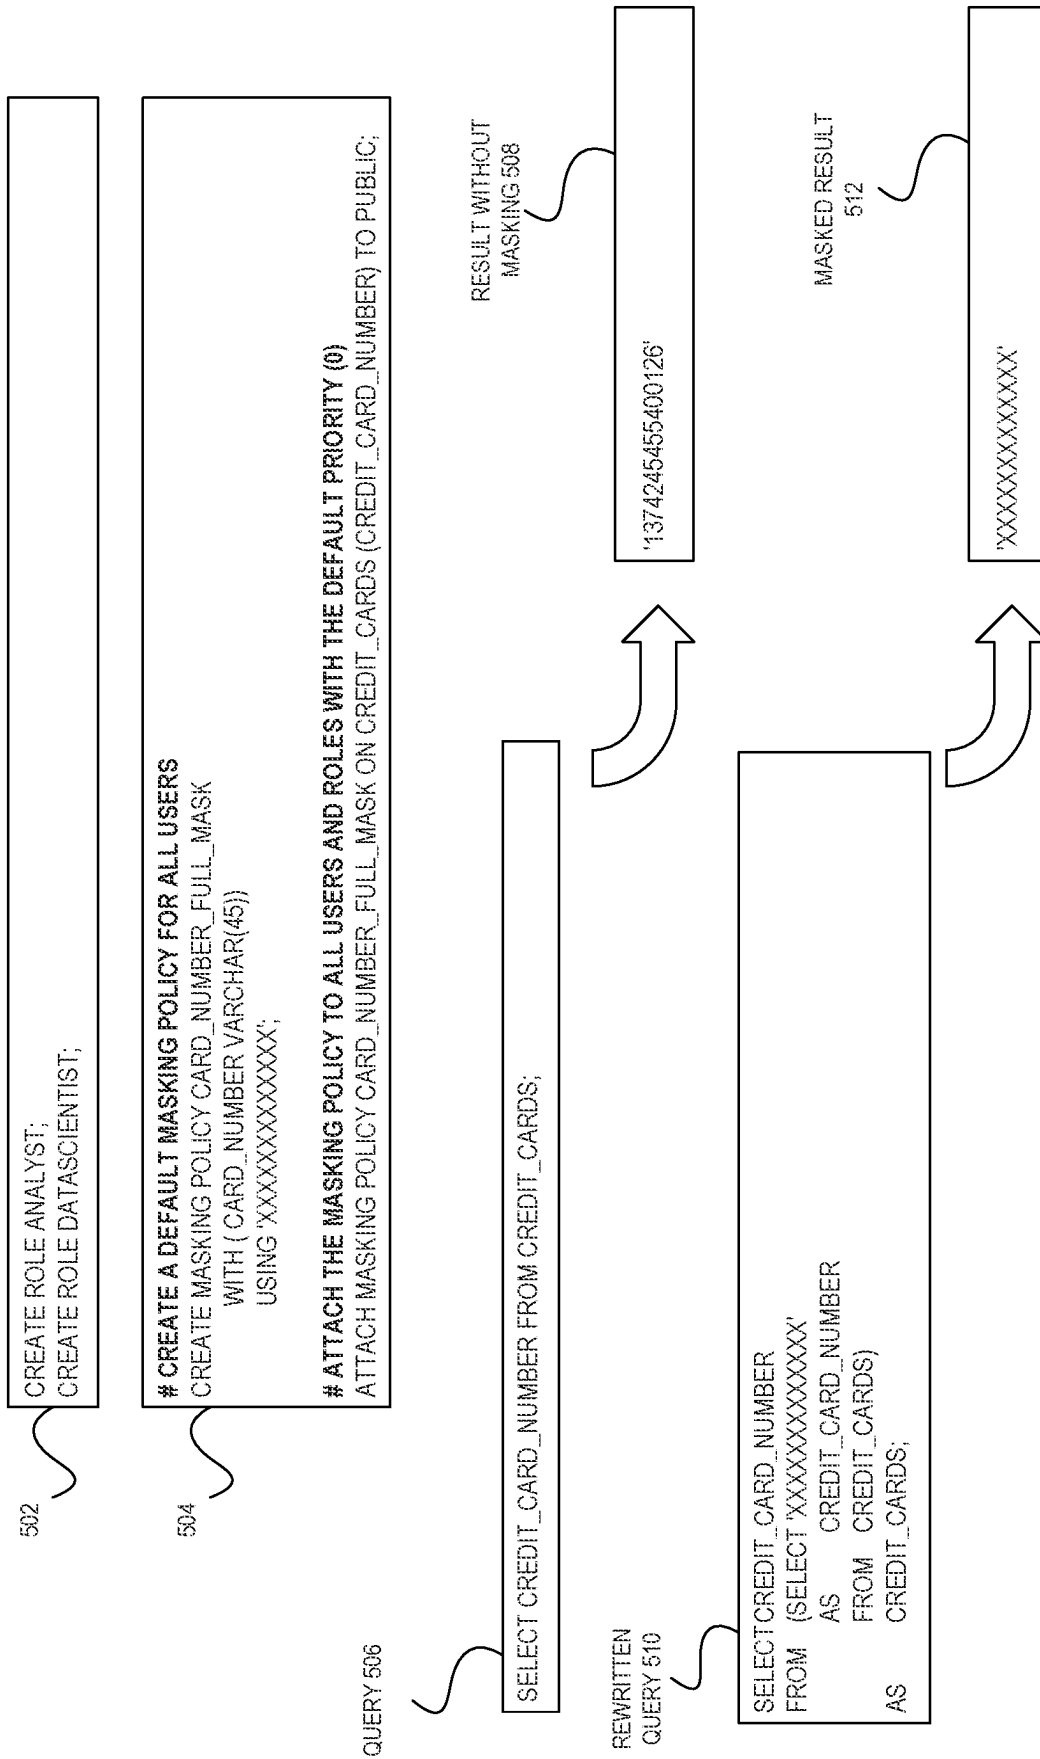 502
CREATE ROLE ANALYST;
CREATE ROLE DATASCIENTIST;
504
# CREATE A DEFAULT MASKING POLICY FOR ALL USERS
CREATE MASKING POLICY CARD_NUMBER_FULL_MASK
WITH ( CARD_NUMBER VARCHAR(45))
USING 'XXXXXXXXXXXX';
# ATTACH THE MASKING POLICY TO ALL USERS AND ROLES WITH THE DEFAULT PRIORITY (0)
ATTACH MASKING POLICY CARD_NUMBER_FULL_MASK ON CREDIT_CARDS (CREDIT_CARD_NUMBER) TO PUBLIC;
QUERY 506
SELECT CREDIT_CARD_NUMBER FROM CREDIT_CARDS;
RESULT WITHOUT
MASKING 508
'1374245455400126'
REWRITTEN
QUERY 510
SELECT CREDIT_CARD_NUMBER
FROM (SELECT 'XXXXXXXXXXXX'
AS CREDIT_CARD_NUMBER
FROM CREDIT_CARDS)
AS CREDIT_CARDS;
MASKED RESULT
512
'XXXXXXXXXXXX'